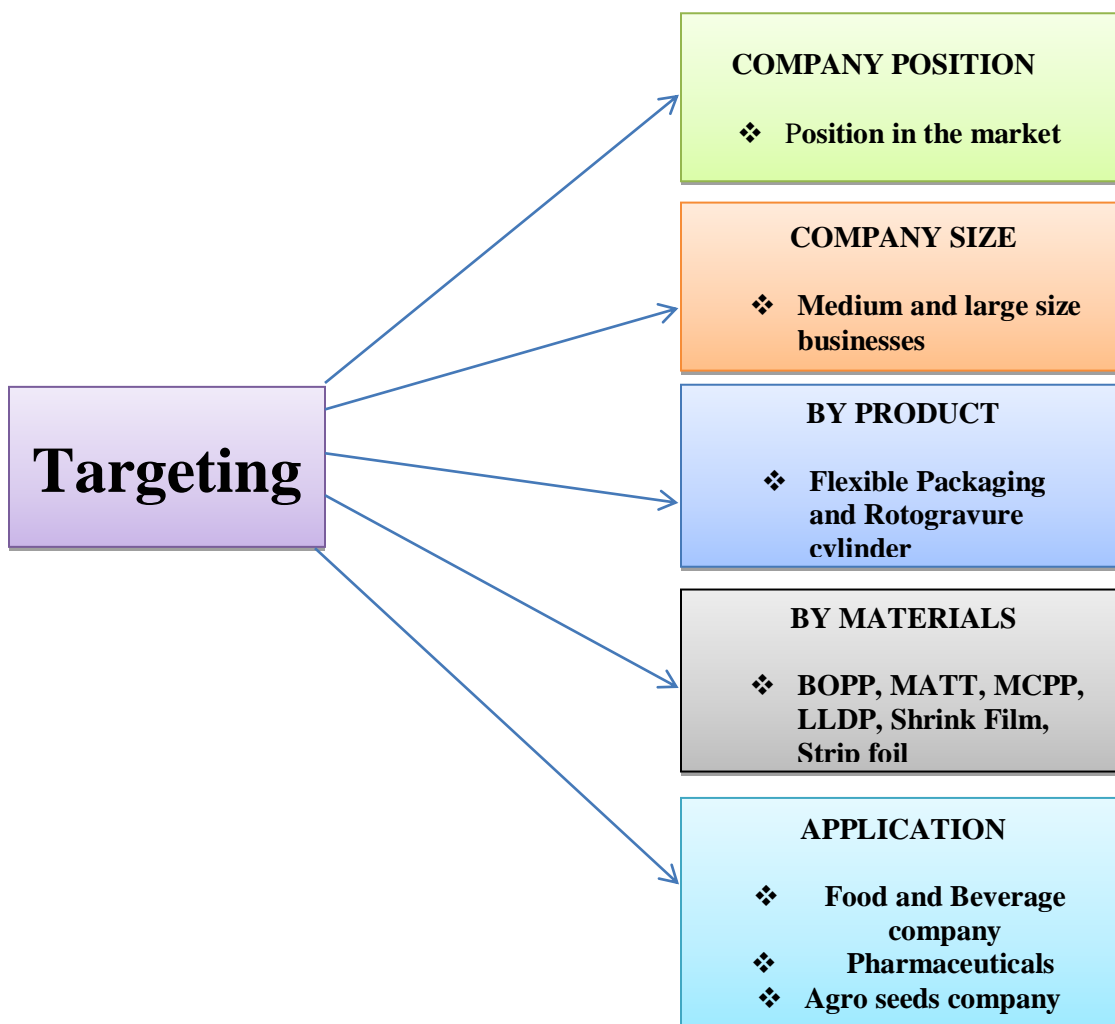 COMPANY POSITION
❖ Position in the market
COMPANY SIZE
❖ Medium and large size
businesses
Targeting
BY PRODUCT
❖ Flexible Packaging
and Rotogravure
cylinder
BY MATERIALS
❖ BOPP, MATT, MCPP,
LLDP, Shrink Film,
Strip foil
APPLICATION
❖ Food and Beverage
company
❖ Pharmaceuticals
❖ Agro seeds company